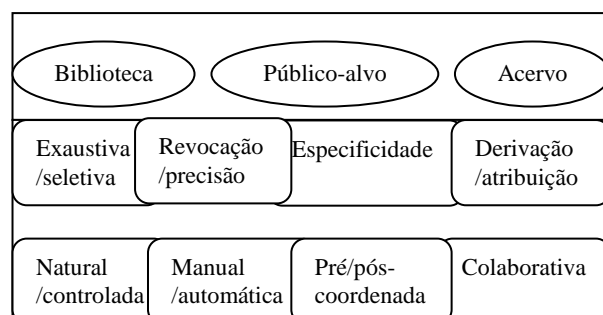 Biblioteca
Público-alvo
Acervo
Exaustiva
/seletiva
Revocação
/precisão
Especificidade
Derivação
/atribuição
Natural
/controlada
Manual
/automática
Pré/pós-
coordenada
Colaborativa